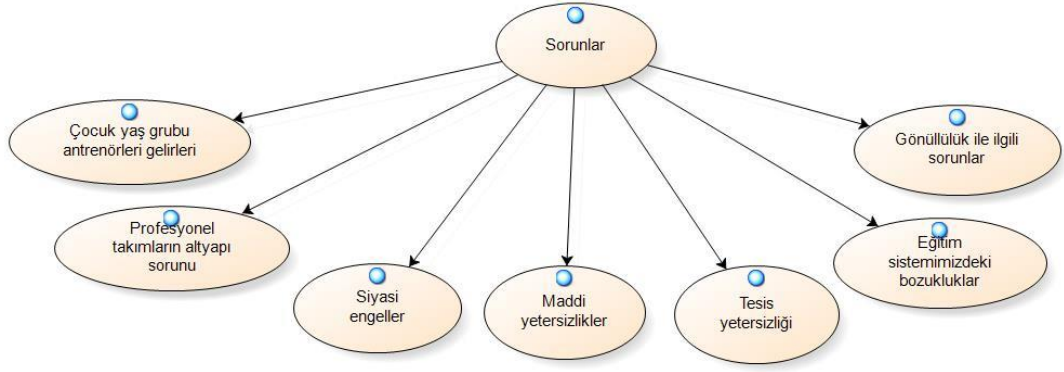 Sorunlar
Çocuk yaş grubu
antrenörleri gelirleri
Gönüllülük ile ilgili
sorunlar
Profesyonel
takımların altyapı
sorunu
Eğitim
sistemimizdeki
bozukluklar
Siyasi
engeller
Maddi
yetersizlikler
Tesis
yetersizliği